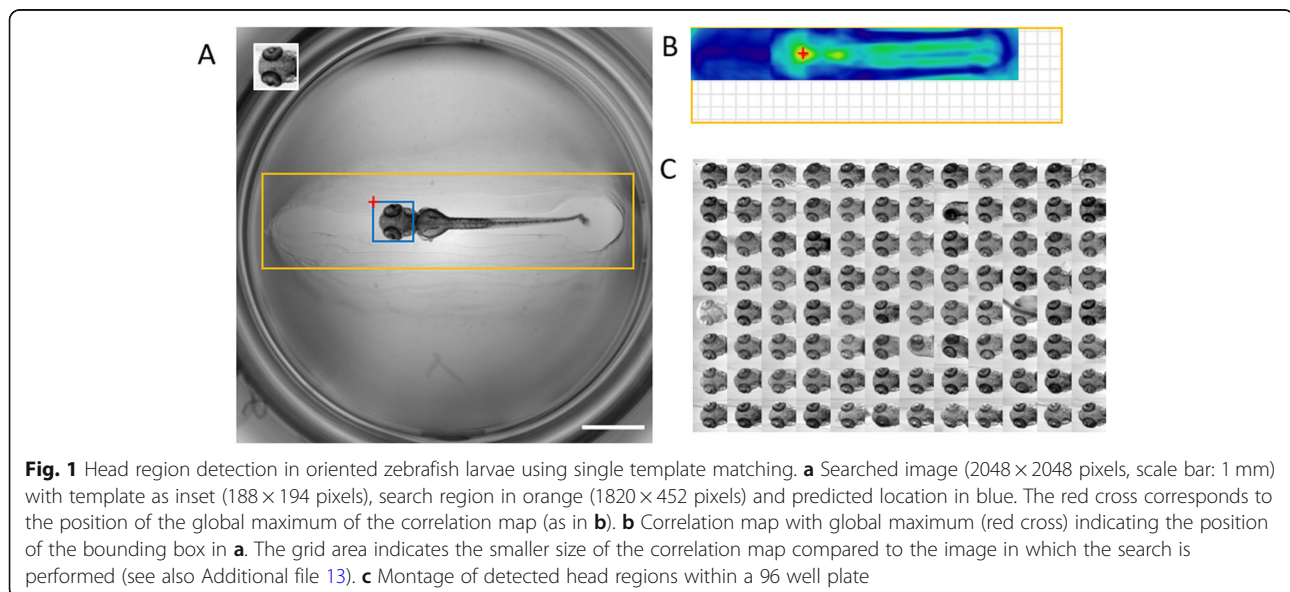 A
B
C
Fig. 1 Head region detection in oriented zebrafish larvae using single template matching. a Searched image (2048 × 2048 pixels, scale bar: 1 mm)
with template as inset (188 × 194 pixels), search region in orange (1820 × 452 pixels) and predicted location in blue. The red cross corresponds to
the position of the global maximum of the correlation map (as in b). b Correlation map with global maximum (red cross) indicating the position
of the bounding box in a. The grid area indicates the smaller size of the correlation map compared to the image in which the search is
performed (see also Additional file 13). c Montage of detected head regions within a 96 well plate